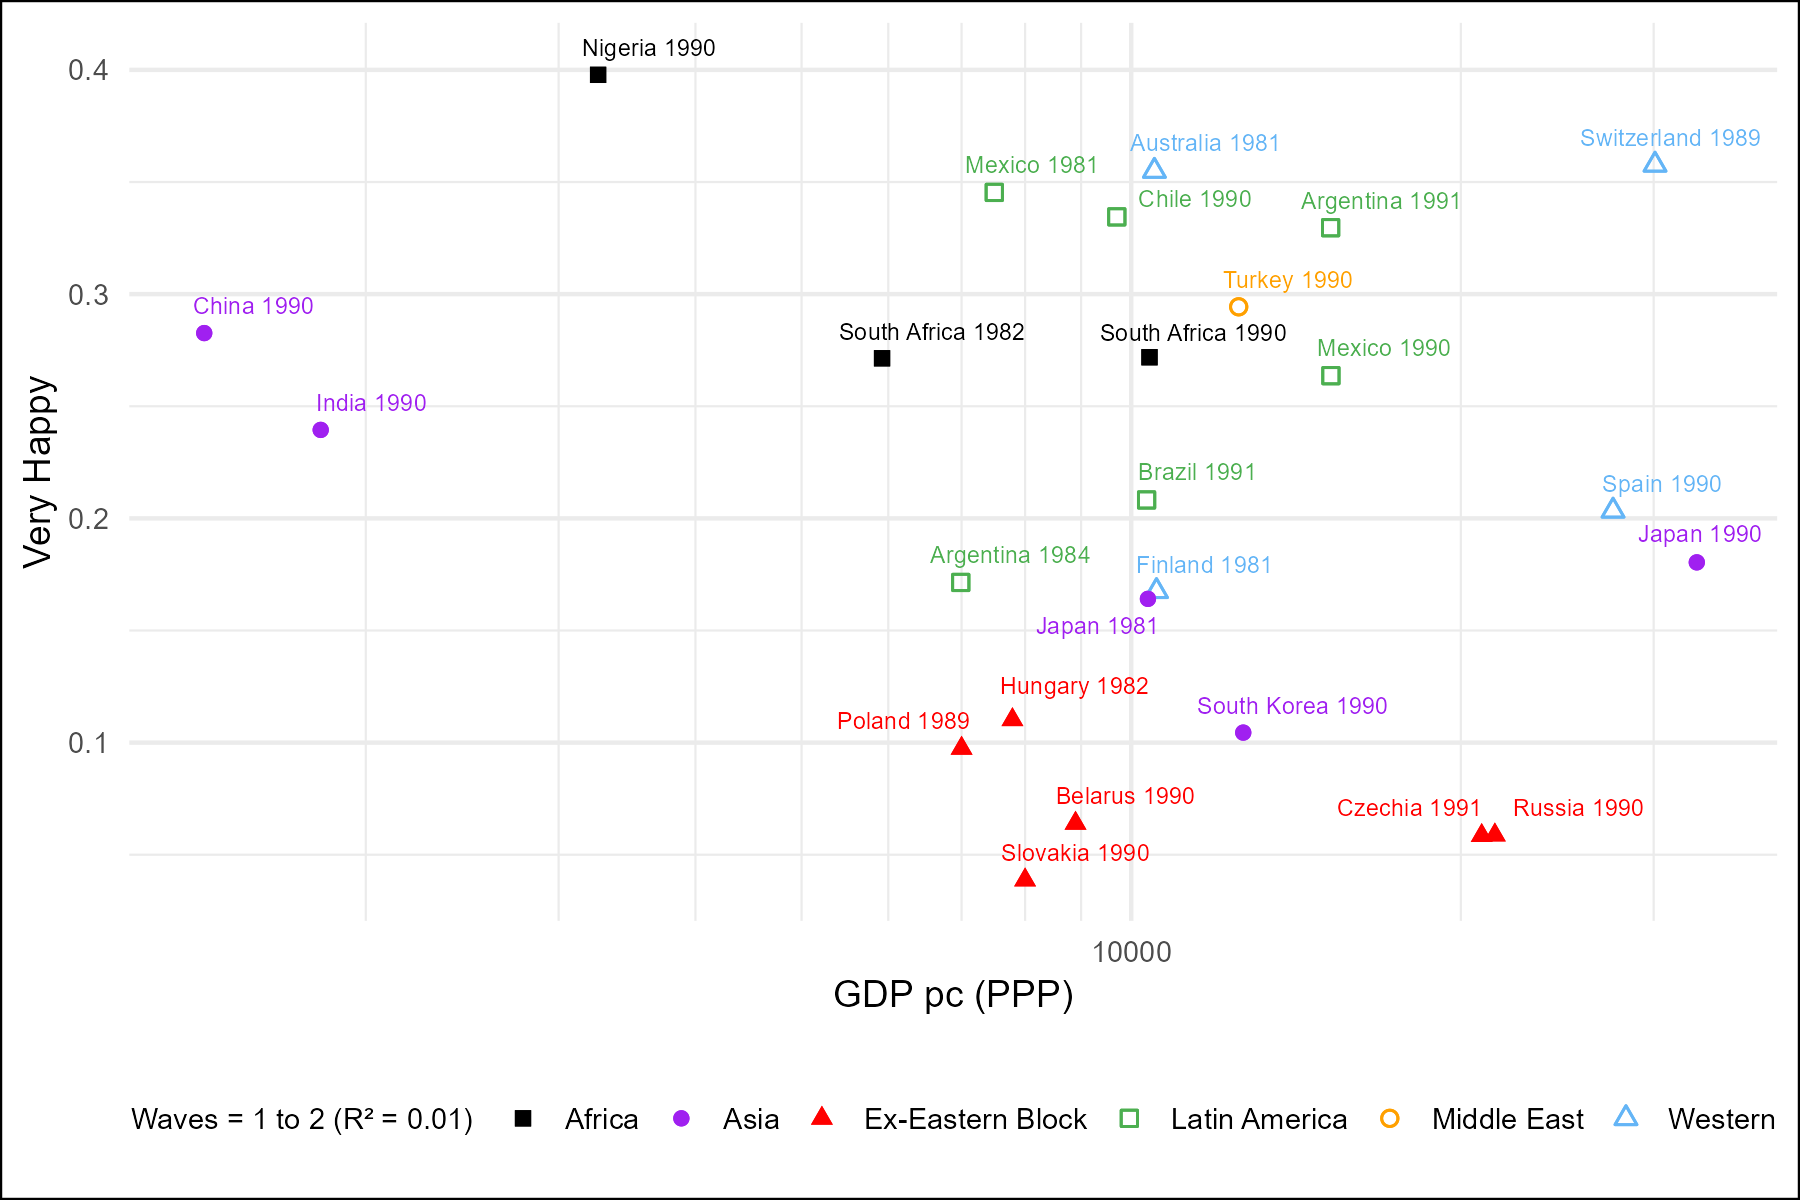 Nigeria 1990
0.4
Switzerland 1989
Australia 1981
Mexico 1981
Chile 1990
Argentina 1991
Turkey 1990
0.3
China 1990
South Africa 1982
South Africa 1990
Mexico 1990
India 1990
Very Happy
Brazil 1991
Spain 1990
0.2
Japan 1990
Argentina 1984
Finland 1981
Japan 1981
Hungary 1982
South Korea 1990
Poland 1989
0.1
Belarus 1990
Czechia 1991
Russia 1990
Slovakia 1990
10000
GDP pc (PPP)
Waves = 1 to 2 (R² = 0.01) Africa Asia Ex-Eastern Block Latin America Middle East Western